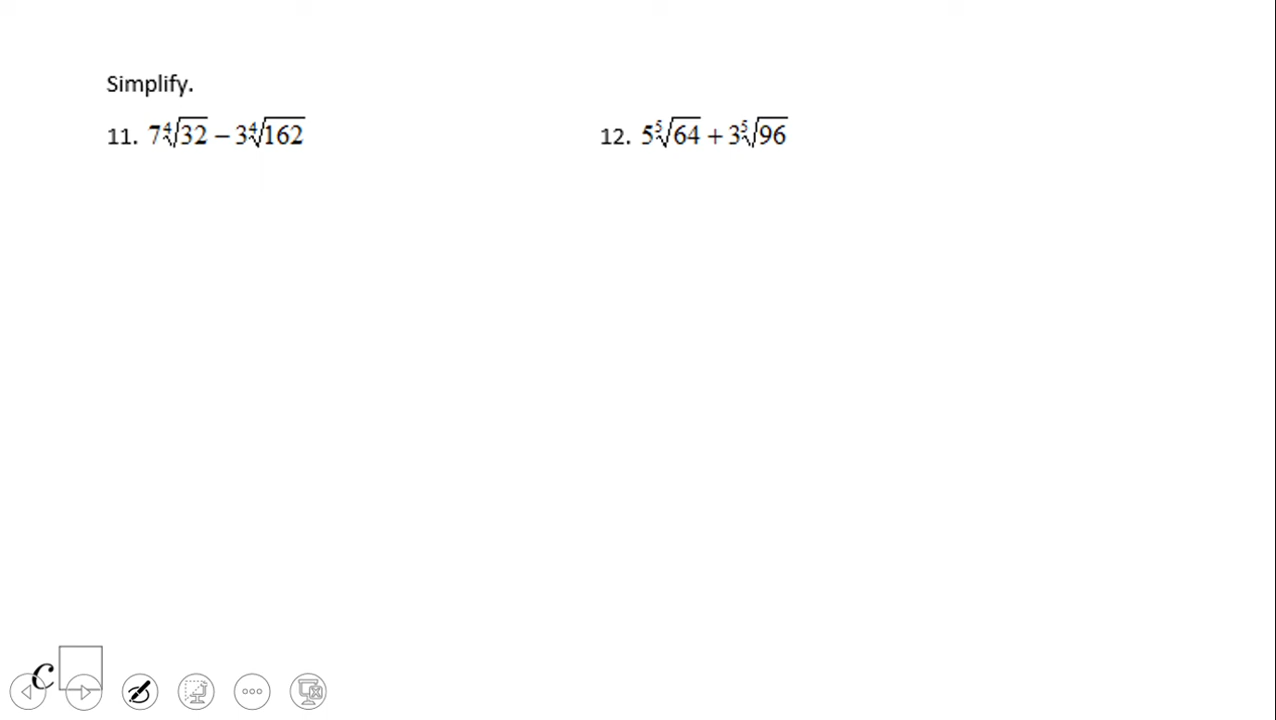 Simplify.
11. 7∜32 − 3∜162
12. 5⁵√64 + 3⁵√96
c